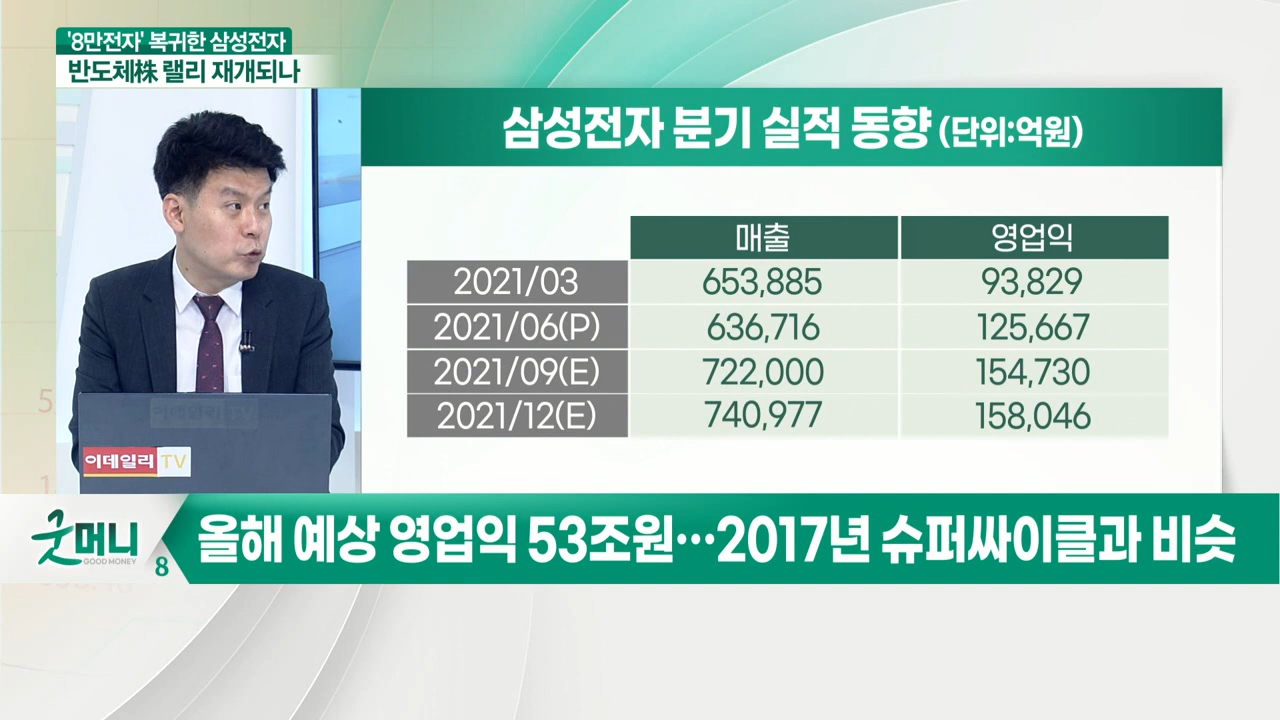 '8만전자' 복귀한 삼성전자
반도체株 랠리 재개되나
삼성전자 분기 실적 동향 (단위:억원)
매출 영업익
2021/03 653,885 93,829
2021/06(P) 636,716 125,667
2021/09(E) 722,000 154,730
2021/12(E) 740,977 158,046
이데일리 TV
굿머니
GOOD MONEY
8
올해 예상 영업익 53조원…2017년 슈퍼싸이클과 비슷